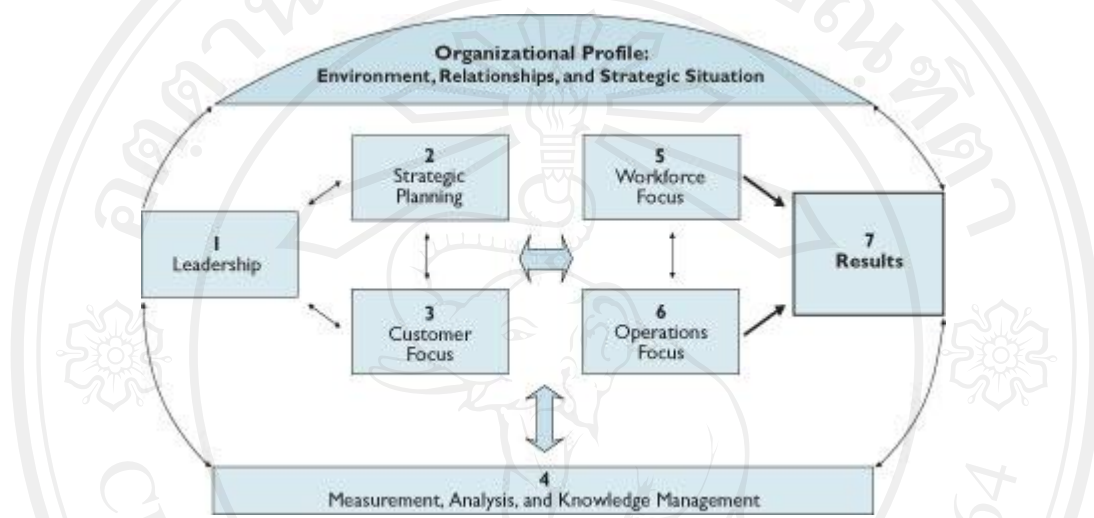 Organizational Profile:
Environment, Relationships, and Strategic Situation
2
Strategic
Planning
5
Workforce
Focus
1
Leadership
7
Results
3
Customer
Focus
6
Operations
Focus
4
Measurement, Analysis, and Knowledge Management